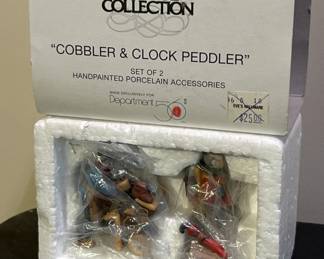 COLLECTION
"COBBLER & CLOCK PEDDLER"
SET OF 2
HANDPAINTED PORCELAIN ACCESSORIES
Department 56
$25.00